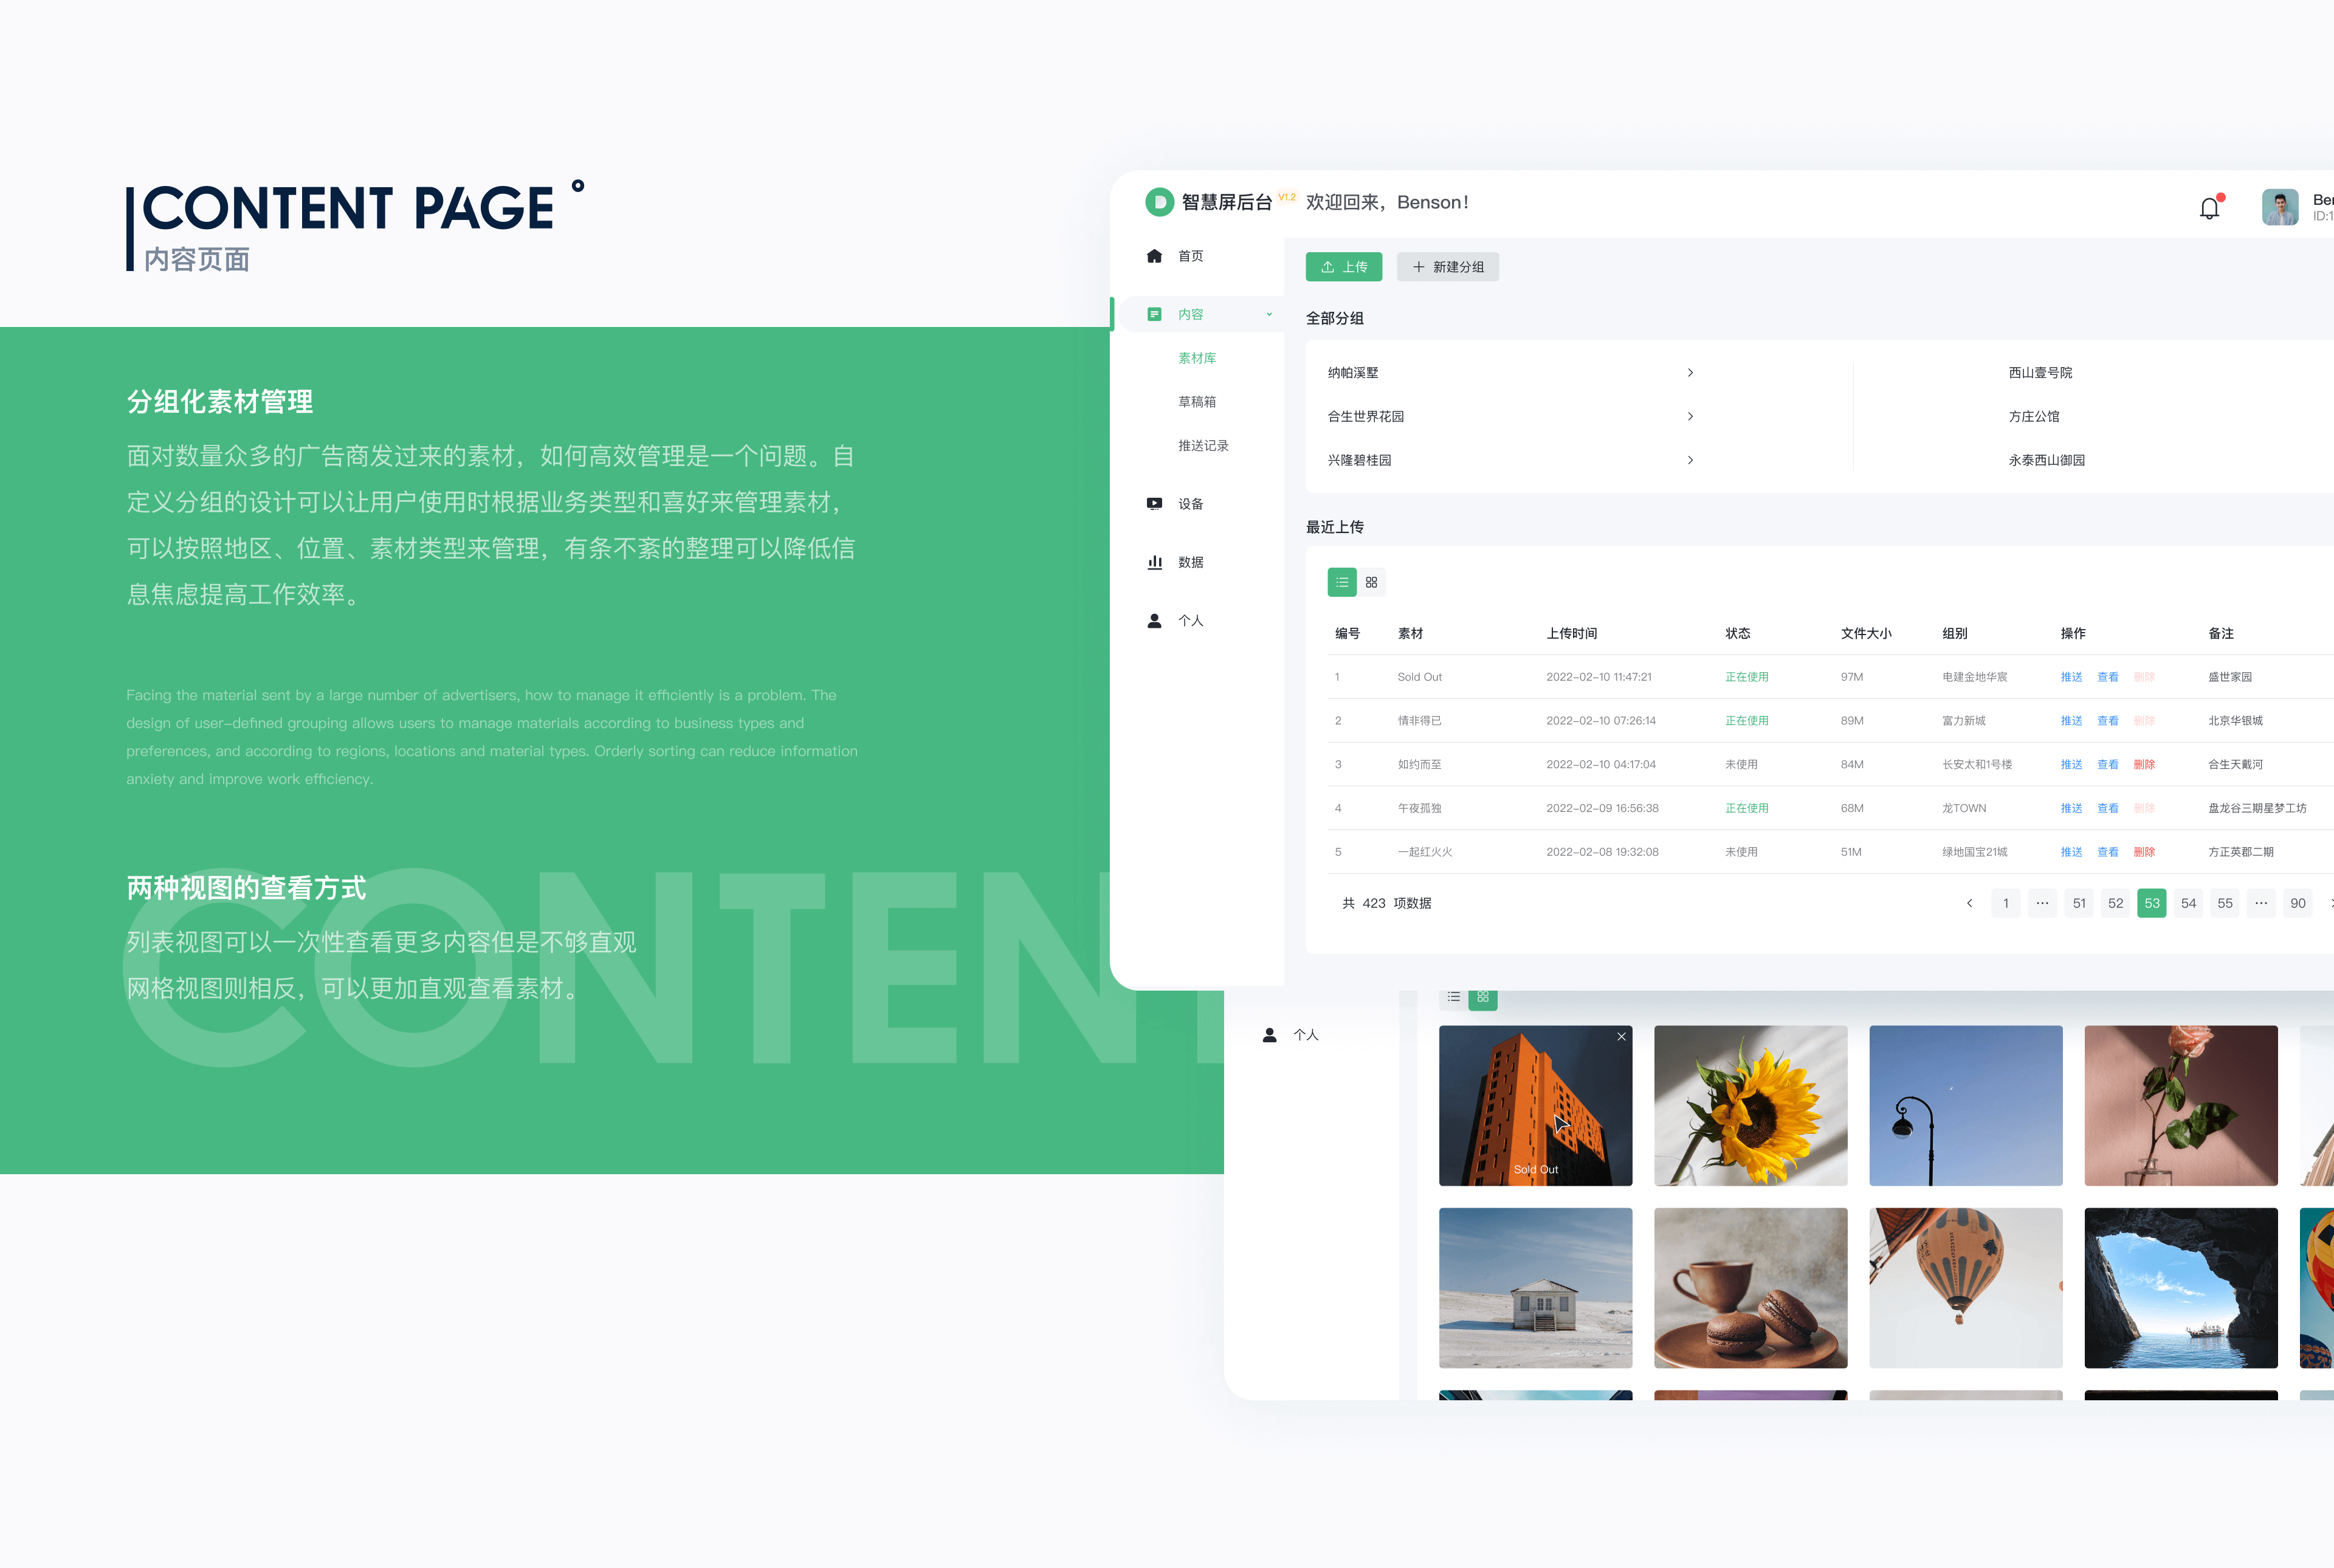 CONTENT PAGE
内容页面
分组化素材管理
面对数量众多的广告商发过来的素材，如何高效管理是一个问题。自
定义分组的设计可以让用户使用时根据业务类型和喜好来管理素材，
可以按照地区、位置、素材类型来管理，有条不紊的整理可以降低信
息焦虑提高工作效率。
Facing the material sent by a large number of advertisers, how to manage it efficiently is a problem. The
design of user-defined grouping allows users to manage materials according to business types and
preferences, and according to regions, locations and material types. Orderly sorting can reduce information
anxiety and improve work efficiency.
两种视图的查看方式
列表视图可以一次性查看更多内容但是不够直观
网格视图则相反，可以更加直观查看素材。
CONTENT
智慧屏后台 V1.2 欢迎回来，Benson！
Ben
ID:1
首页
内容
素材库
草稿箱
推送记录
设备
数据
个人
上传 新建分组
全部分组
纳帕溪墅 西山壹号院
合生世界花园 方庄公馆
兴隆碧桂园 永泰西山御园
最近上传
编号 素材 上传时间 状态 文件大小 组别 操作 备注
1 Sold Out 2022-02-10 11:47:21 正在使用 97M 电建金地华宸 推送 查看 删除 盛世家园
2 情非得已 2022-02-10 07:26:14 正在使用 89M 富力新城 推送 查看 删除 北京华银城
3 如约而至 2022-02-10 04:17:04 未使用 84M 长安太和1号楼 推送 查看 删除 合生天戴河
4 午夜孤独 2022-02-09 16:56:38 正在使用 68M 龙TOWN 推送 查看 删除 盘龙谷三期星梦工坊
5 一起红火火 2022-02-08 19:32:08 未使用 51M 绿地国宝21城 推送 查看 删除 方正英郡二期
共 423 项数据 1 ··· 51 52 53 54 55 ··· 90
个人
Sold Out